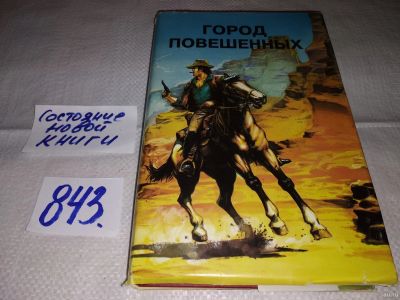 ГОРОД
ПОВЕШЕННЫХ
Состояние
новой
книги
843.